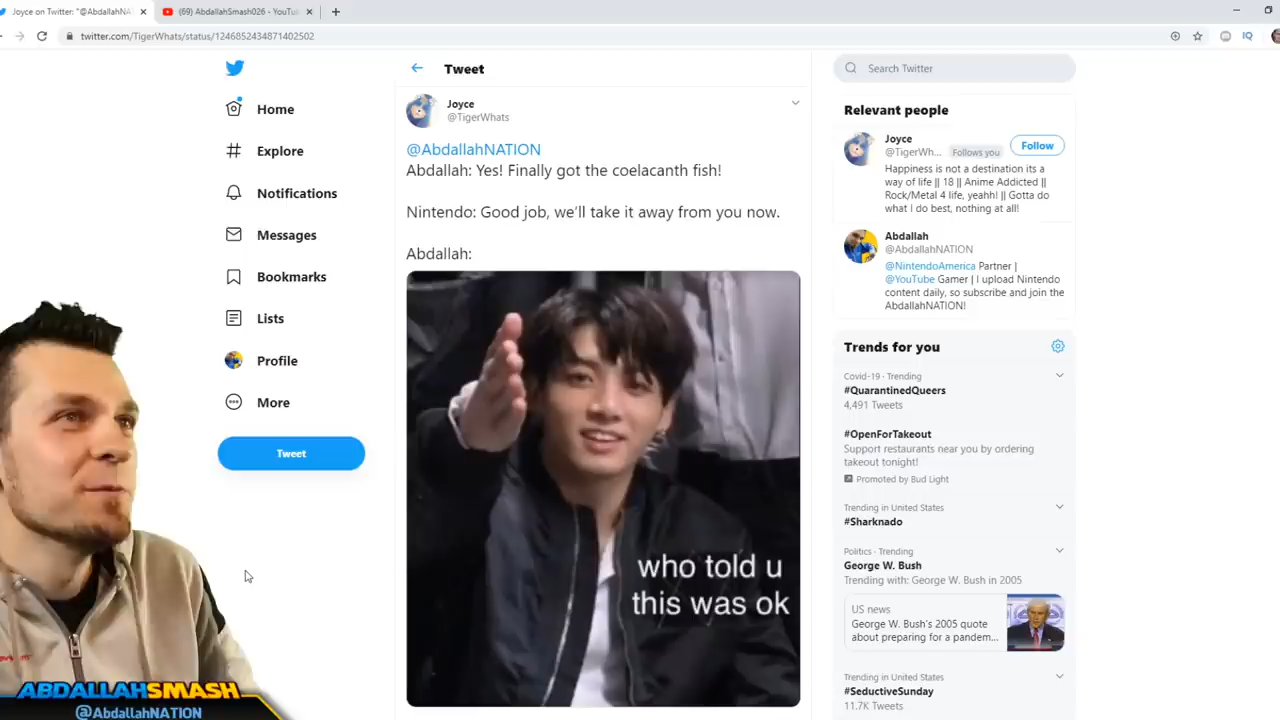 Joyce on Twitter: "@AbdallahNA
(69) AbdallahSmash026 - YouTu
twitter.com/TigerWhats/status/1246852434871402502
Home
Explore
Notifications
Messages
Bookmarks
Lists
Profile
More
Tweet
Tweet
Joyce
@TigerWhats
@AbdallahNATION
Abdallah: Yes! Finally got the coelacanth fish!
Nintendo: Good job, we'll take it away from you now.
Abdallah:
who told u
this was ok
Search Twitter
Relevant people
Joyce
@TigerWh... Follows you
Follow
Happiness is not a destination its a
way of life || 18 || Anime Addicted ||
Rock/Metal 4 life, yeahh! || Gotta do
what I do best, nothing at all!
Abdallah
@AbdallahNATION
@NintendoAmerica Partner |
@YouTube Gamer | I upload Nintendo
content daily, so subscribe and join the
AbdallahNATION!
Trends for you
Covid-19 · Trending
#QuarantinedQueers
4,491 Tweets
#OpenForTakeout
Support restaurants near you by ordering
takeout tonight!
Promoted by Bud Light
Trending in United States
#Sharknado
Politics · Trending
George W. Bush
Trending with: George W. Bush in 2005
US news
George W. Bush's 2005 quote
about preparing for a pandem...
Trending in United States
#SeductiveSunday
11.7K Tweets
ABDALLAHSMASH
@AbdallahNATION